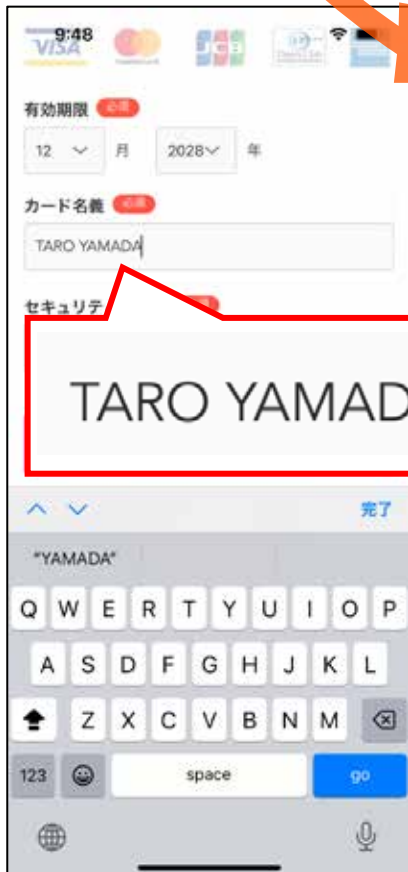 9:48
VISA
JCB
有効期限 必須
12 月 2028 年
カード名義 必須
TARO YAMADA
セキュリテ
TARO YAMAD
完了
"YAMADA"
Q W E R T Y U I O P
A S D F G H J K L
Z X C V B N M
123 space go